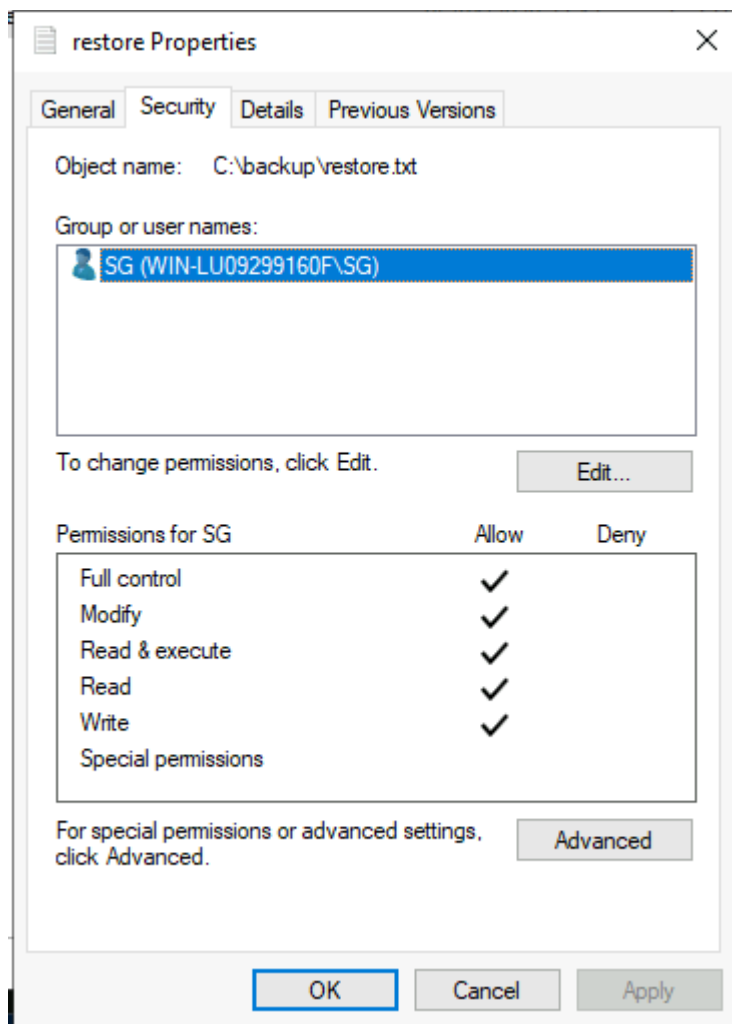 restore Properties
General Security Details Previous Versions
Object name: C:\backup\restore.txt
Group or user names:
SG (WIN-LU09299160F\SG)
To change permissions, click Edit.
Edit...
Permissions for SG Allow Deny
Full control
Modify
Read & execute
Read
Write
Special permissions
For special permissions or advanced settings,
click Advanced.
Advanced
OK Cancel Apply